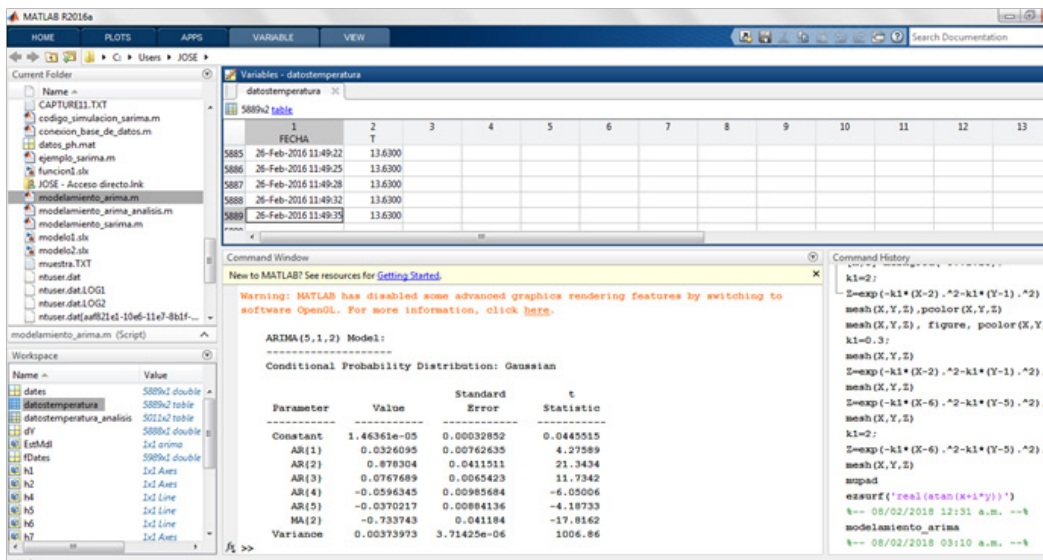 MATLAB R2016a
HOME PLOTS APPS VARIABLE VIEW
Search Documentation
C: Users JOSE
Current Folder
Name
CAPTURE11.TXT
codigo_simulacion_sarima.m
conexion_base_de_datos.m
datos_ph.mat
ejemplo_sarima.m
funcion1.slx
JOSE - Acceso directo.lnk
modelamiento_arima.m
modelamiento_arima_analisis.m
modelamiento_sarima.m
modelo1.slx
modelo2.slx
muestra.TXT
ntuser.dat
ntuser.dat.LOG1
ntuser.dat.LOG2
modelamiento_arima.m (Script)
Workspace
Name Value
dates 5889x1 double
datostemperatura 5889x2 table
datostemperatura_analisis 5011x2 table
dY 5888x1 double
EstMdl 1x1 arima
fDates 5989x1 double
h1 1x1 Axes
h2 1x1 Axes
h4 1x1 Line
h5 1x1 Line
h6 1x1 Line
h7 1x1 Axes
Variables - datostemperatura
datostemperatura
5889x2 table
1 2 3 4 5 6 7 8 9 10 11 12 13
FECHA T
5885 26-Feb-2016 11:49:22 13.6300
5886 26-Feb-2016 11:49:25 13.6300
5887 26-Feb-2016 11:49:28 13.6300
5888 26-Feb-2016 11:49:32 13.6300
5889 26-Feb-2016 11:49:35 13.6300
Command Window
New to MATLAB? See resources for Getting Started.
Warning: MATLAB has disabled some advanced graphics rendering features by switching to
software OpenGL. For more information, click here.
ARIMA(5,1,2) Model:
--------------------
Conditional Probability Distribution: Gaussian
Standard t
Parameter Value Error Statistic
----------- ----------- ------------ -----------
Constant 1.46361e-05 0.00032852 0.0445515
AR{1} 0.0326095 0.00762635 4.27589
AR{2} 0.878304 0.0411511 21.3434
AR{3} 0.0767689 0.0065423 11.7342
AR{4} -0.0596345 0.00985684 -6.05006
AR{5} -0.0370217 0.00884136 -4.18733
MA{2} -0.733743 0.041184 -17.8162
Variance 0.00373973 3.71425e-06 1006.86
fx >>
Command History
k1=2;
Z=exp(-k1*(X-2).^2-k1*(Y-1).^2)
mesh(X,Y,Z),pcolor(X,Y,Z)
mesh(X,Y,Z), figure, pcolor(X,Y,
k1=0.3;
mesh(X,Y,Z)
Z=exp(-k1*(X-2).^2-k1*(Y-1).^2)
mesh(X,Y,Z)
Z=exp(-k1*(X-6).^2-k1*(Y-5).^2)
mesh(X,Y,Z)
k1=2;
Z=exp(-k1*(X-6).^2-k1*(Y-5).^2)
mesh(X,Y,Z)
mupad
ezsurf('real(atan(x+i*y))')
%-- 08/02/2018 12:31 a.m. --%
modelamiento_arima
%-- 08/02/2018 03:10 a.m. --%